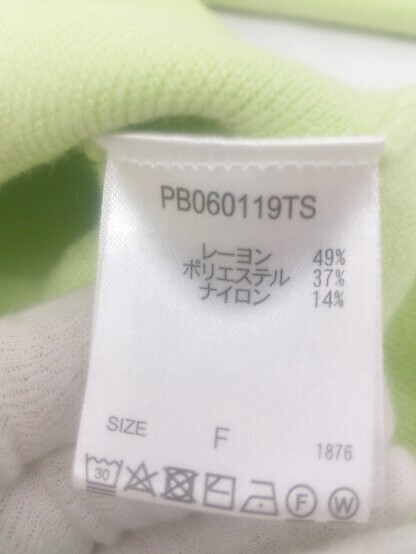 PB060119TS
レーヨン 49%
ポリエステル 37%
ナイロン 14%
SIZE F 1876
30 F W